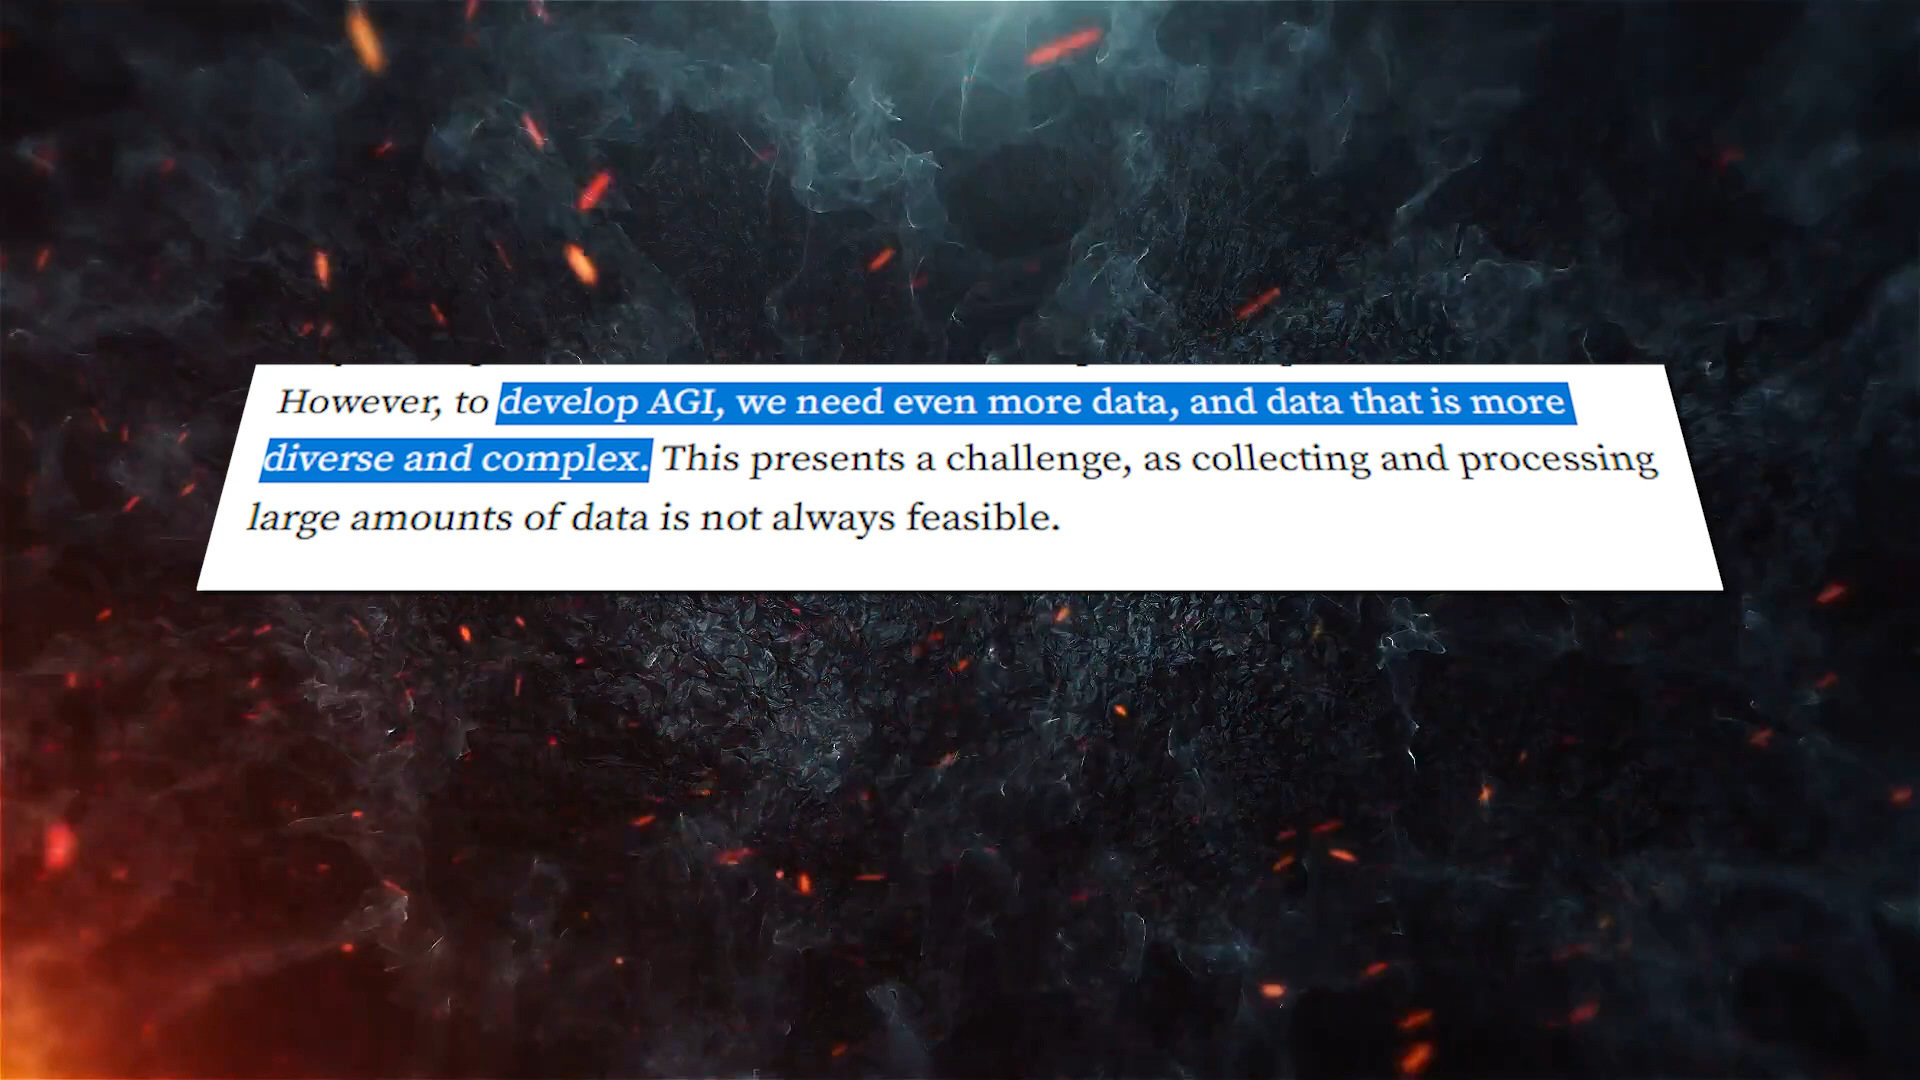 However, to develop AGI, we need even more data, and data that is more
diverse and complex. This presents a challenge, as collecting and processing
large amounts of data is not always feasible.